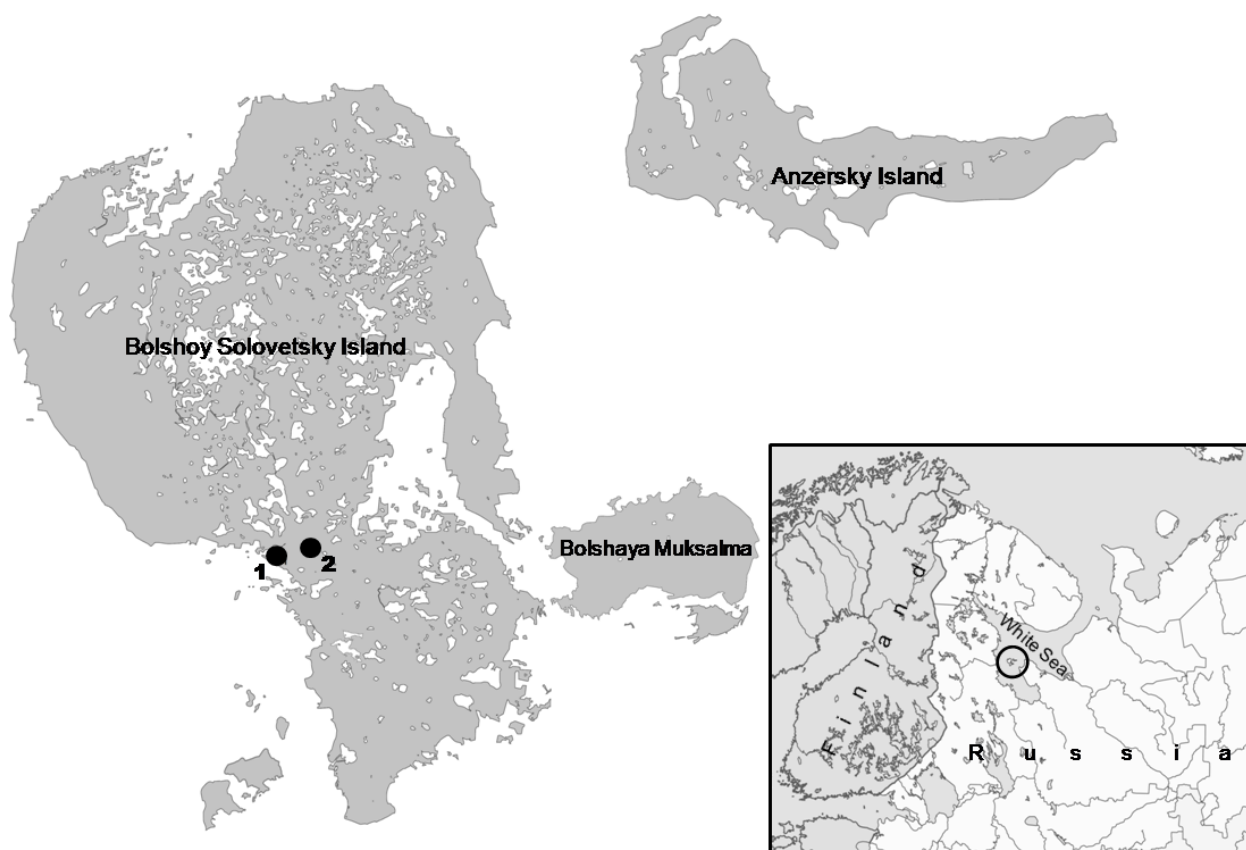 Anzersky Island
Bolshoy Solovetsky Island
Bolshaya Muksalma
1
2
White Sea
Finland
Russia